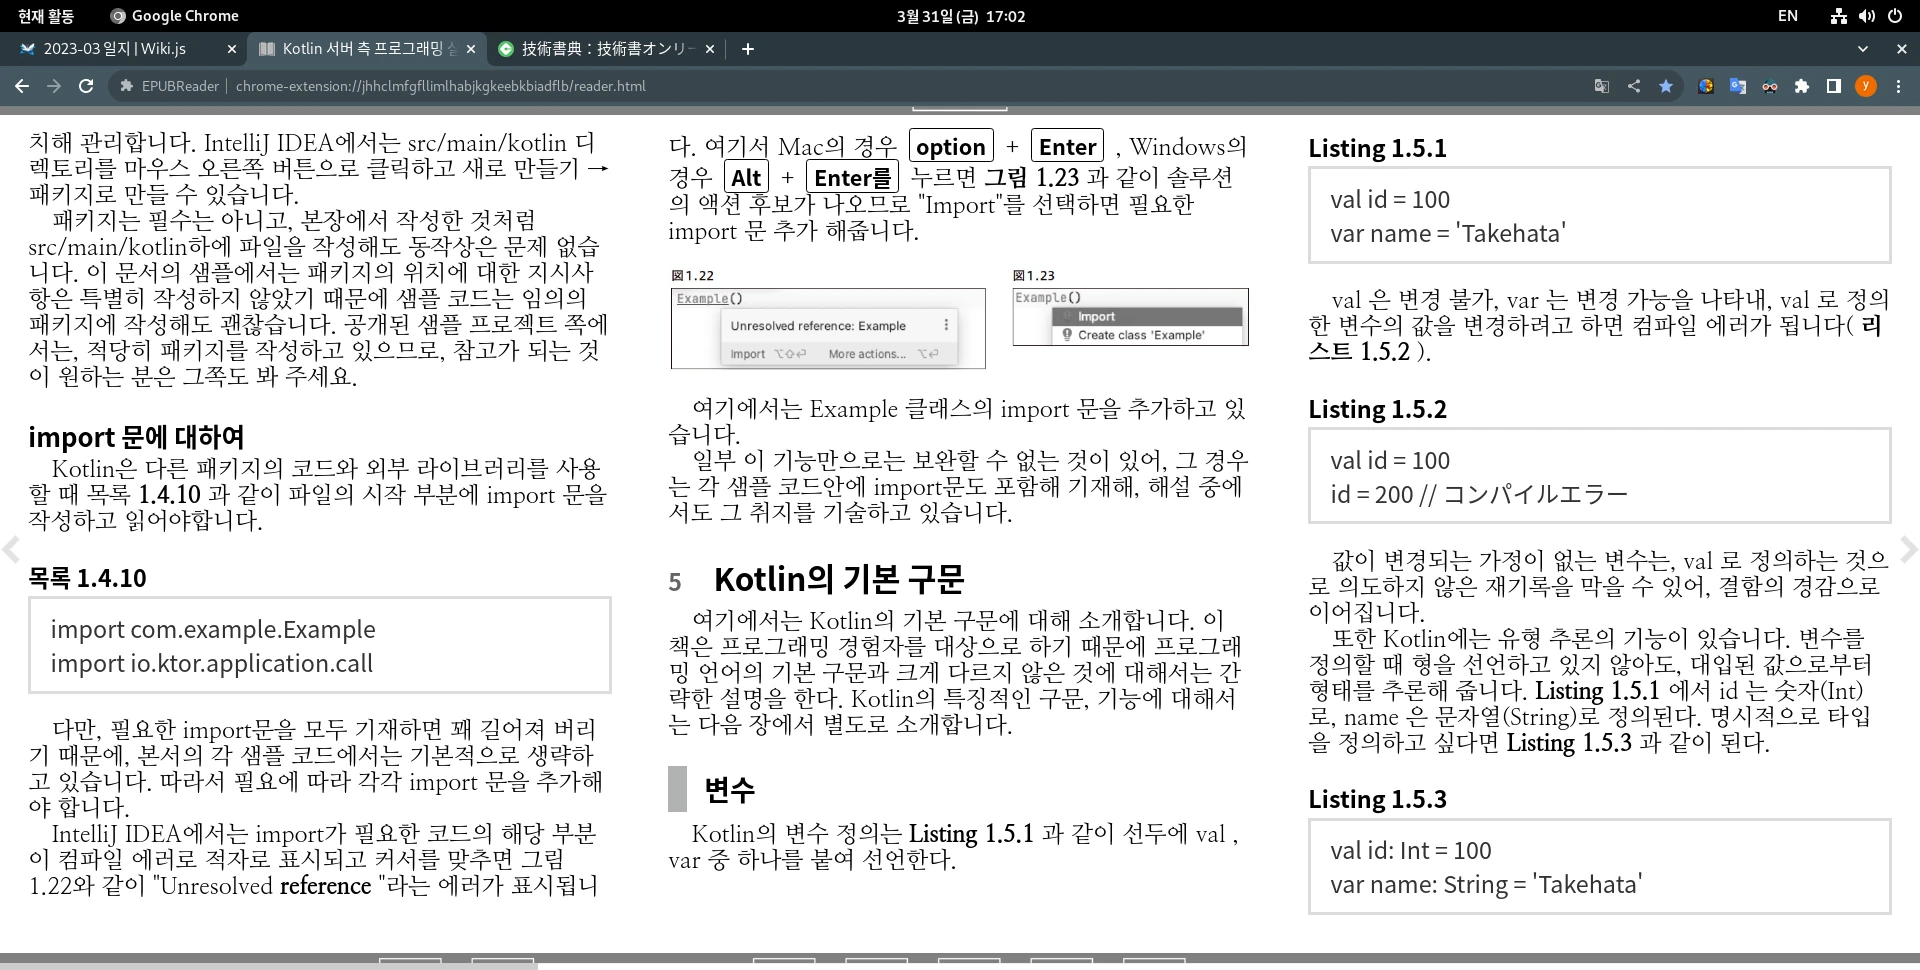 현재 활동
Google Chrome
3월 31일 (금) 17:02
EN
2023-03 일지 | Wiki.js
Kotlin 서버 측 프로그래밍
技術書典：技術書オンリー
EPUBReader | chrome-extension://jhhclmfgfllimlhabjkgkeebkbiadflb/reader.html
y
치해 관리합니다. IntelliJ IDEA에서는 src/main/kotlin 디
렉토리를 마우스 오른쪽 버튼으로 클릭하고 새로 만들기 →
패키지로 만들 수 있습니다.
패키지는 필수는 아니고, 본장에서 작성한 것처럼
src/main/kotlin하에 파일을 작성해도 동작상은 문제 없습
니다. 이 문서의 샘플에서는 패키지의 위치에 대한 지시사
항은 특별히 작성하지 않았기 때문에 샘플 코드는 임의의
패키지에 작성해도 괜찮습니다. 공개된 샘플 프로젝트 쪽에
서는, 적당히 패키지를 작성하고 있으므로, 참고가 되는 것
이 원하는 분은 그쪽도 봐 주세요.
import 문에 대하여
Kotlin은 다른 패키지의 코드와 외부 라이브러리를 사용
할 때 목록 1.4.10 과 같이 파일의 시작 부분에 import 문을
작성하고 읽어야합니다.
목록 1.4.10
import com.example.Example
import io.ktor.application.call
다만, 필요한 import문을 모두 기재하면 꽤 길어져 버리
기 때문에, 본서의 각 샘플 코드에서는 기본적으로 생략하
고 있습니다. 따라서 필요에 따라 각각 import 문을 추가해
야 합니다.
IntelliJ IDEA에서는 import가 필요한 코드의 해당 부분
이 컴파일 에러로 적자로 표시되고 커서를 맞추면 그림
1.22와 같이 "Unresolved reference "라는 에러가 표시됩니
다. 여기서 Mac의 경우 option + Enter , Windows의
경우 Alt + Enter를 누르면 그림 1.23 과 같이 솔루션
의 액션 후보가 나오므로 "Import"를 선택하면 필요한
import 문 추가 해줍니다.
図1.22
Example()
Unresolved reference: Example
Import ⌥⇧⏎ More actions... ⌥⏎
図1.23
Example()
Import
Create class 'Example'
여기에서는 Example 클래스의 import 문을 추가하고 있
습니다.
일부 이 기능만으로는 보완할 수 없는 것이 있어, 그 경우
는 각 샘플 코드안에 import문도 포함해 기재해, 해설 중에
서도 그 취지를 기술하고 있습니다.
5 Kotlin의 기본 구문
여기에서는 Kotlin의 기본 구문에 대해 소개합니다. 이
책은 프로그래밍 경험자를 대상으로 하기 때문에 프로그래
밍 언어의 기본 구문과 크게 다르지 않은 것에 대해서는 간
략한 설명을 한다. Kotlin의 특징적인 구문, 기능에 대해서
는 다음 장에서 별도로 소개합니다.
변수
Kotlin의 변수 정의는 Listing 1.5.1 과 같이 선두에 val ,
var 중 하나를 붙여 선언한다.
Listing 1.5.1
val id = 100
var name = 'Takehata'
val 은 변경 불가, var 는 변경 가능을 나타내, val 로 정의
한 변수의 값을 변경하려고 하면 컴파일 에러가 됩니다( 리
스트 1.5.2 ).
Listing 1.5.2
val id = 100
id = 200 // コンパイルエラー
값이 변경되는 가정이 없는 변수는, val 로 정의하는 것으
로 의도하지 않은 재기록을 막을 수 있어, 결함의 경감으로
이어집니다.
또한 Kotlin에는 유형 추론의 기능이 있습니다. 변수를
정의할 때 형을 선언하고 있지 않아도, 대입된 값으로부터
형태를 추론해 줍니다. Listing 1.5.1 에서 id 는 숫자(Int)
로, name 은 문자열(String)로 정의된다. 명시적으로 타입
을 정의하고 싶다면 Listing 1.5.3 과 같이 된다.
Listing 1.5.3
val id: Int = 100
var name: String = 'Takehata'